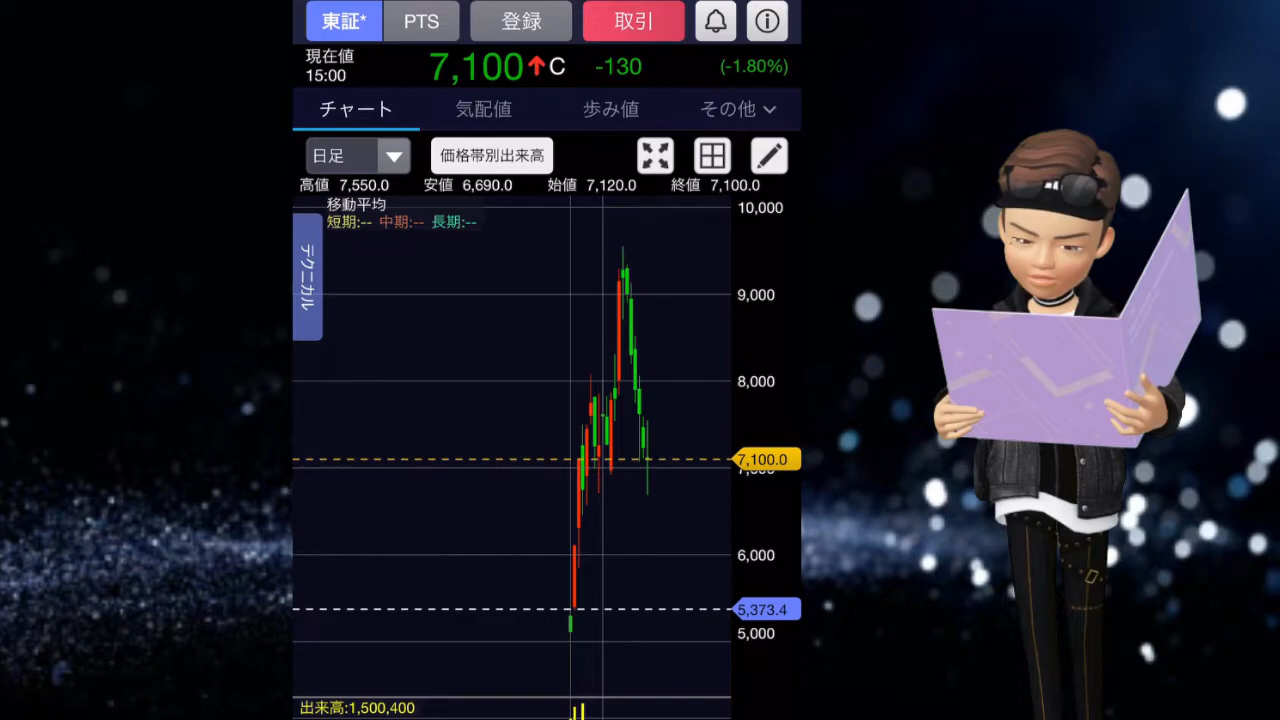 東証* PTS 登録 取引
現在値 15:00 7,100 C -130 (-1.80%)
チャート 気配値 歩み値 その他
日足 価格帯別出来高
高値 7,550.0 安値 6,690.0 始値 7,120.0 終値 7,100.0
移動平均
短期:-- 中期:-- 長期:--
テクニカル
10,000
9,000
8,000
7,100.0
6,000
5,373.4
5,000
出来高:1,500,400